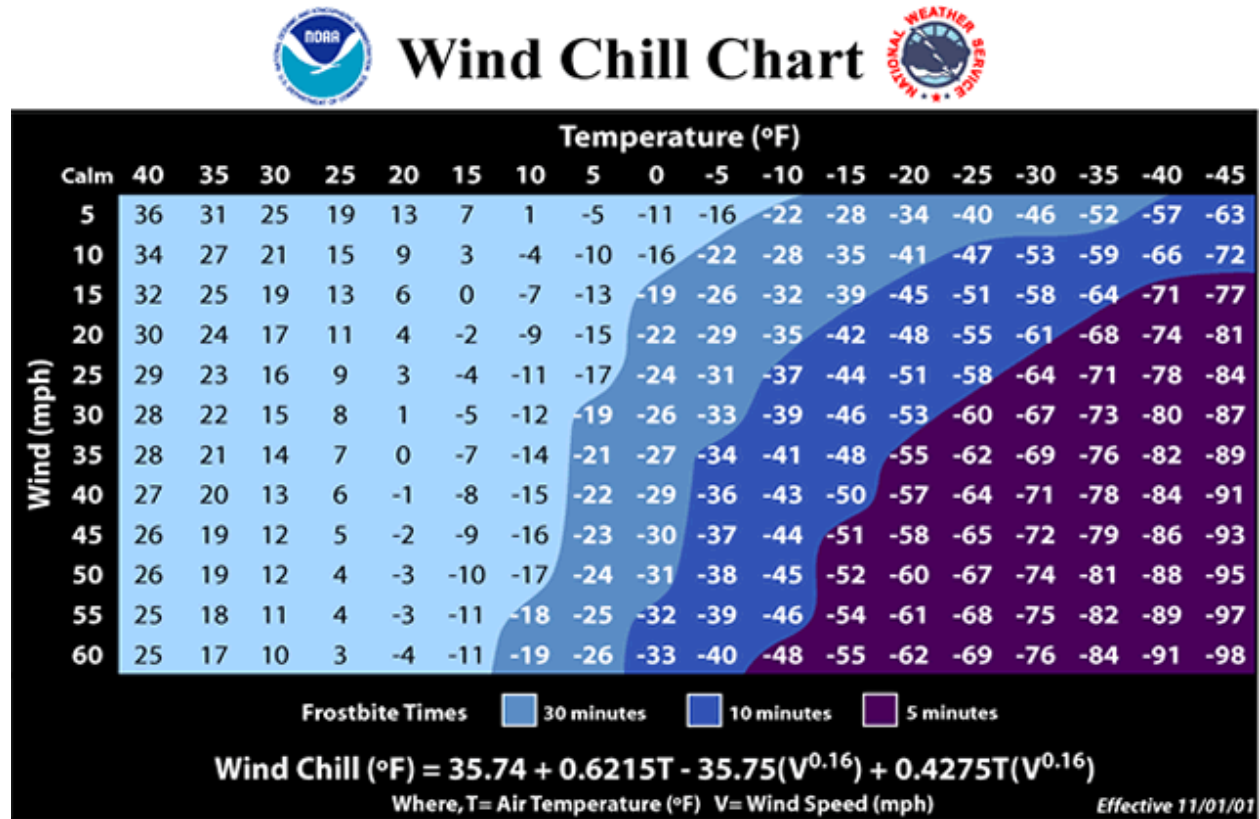 NOAA
NATIONAL OCEANIC AND ATMOSPHERIC ADMINISTRATION
U.S. DEPARTMENT OF COMMERCE
Wind Chill Chart
NATIONAL WEATHER SERVICE
Temperature (ºF)
Calm 40 35 30 25 20 15 10 5 0 -5 -10 -15 -20 -25 -30 -35 -40 -45
Wind (mph)
5 36 31 25 19 13 7 1 -5 -11 -16 -22 -28 -34 -40 -46 -52 -57 -63
10 34 27 21 15 9 3 -4 -10 -16 -22 -28 -35 -41 -47 -53 -59 -66 -72
15 32 25 19 13 6 0 -7 -13 -19 -26 -32 -39 -45 -51 -58 -64 -71 -77
20 30 24 17 11 4 -2 -9 -15 -22 -29 -35 -42 -48 -55 -61 -68 -74 -81
25 29 23 16 9 3 -4 -11 -17 -24 -31 -37 -44 -51 -58 -64 -71 -78 -84
30 28 22 15 8 1 -5 -12 -19 -26 -33 -39 -46 -53 -60 -67 -73 -80 -87
35 28 21 14 7 0 -7 -14 -21 -27 -34 -41 -48 -55 -62 -69 -76 -82 -89
40 27 20 13 6 -1 -8 -15 -22 -29 -36 -43 -50 -57 -64 -71 -78 -84 -91
45 26 19 12 5 -2 -9 -16 -23 -30 -37 -44 -51 -58 -65 -72 -79 -86 -93
50 26 19 12 4 -3 -10 -17 -24 -31 -38 -45 -52 -60 -67 -74 -81 -88 -95
55 25 18 11 4 -3 -11 -18 -25 -32 -39 -46 -54 -61 -68 -75 -82 -89 -97
60 25 17 10 3 -4 -11 -19 -26 -33 -40 -48 -55 -62 -69 -76 -84 -91 -98
Frostbite Times 30 minutes 10 minutes 5 minutes
Wind Chill (ºF) = 35.74 + 0.6215T - 35.75(V^0.16) + 0.4275T(V^0.16)
Where, T= Air Temperature (ºF) V= Wind Speed (mph) Effective 11/01/01